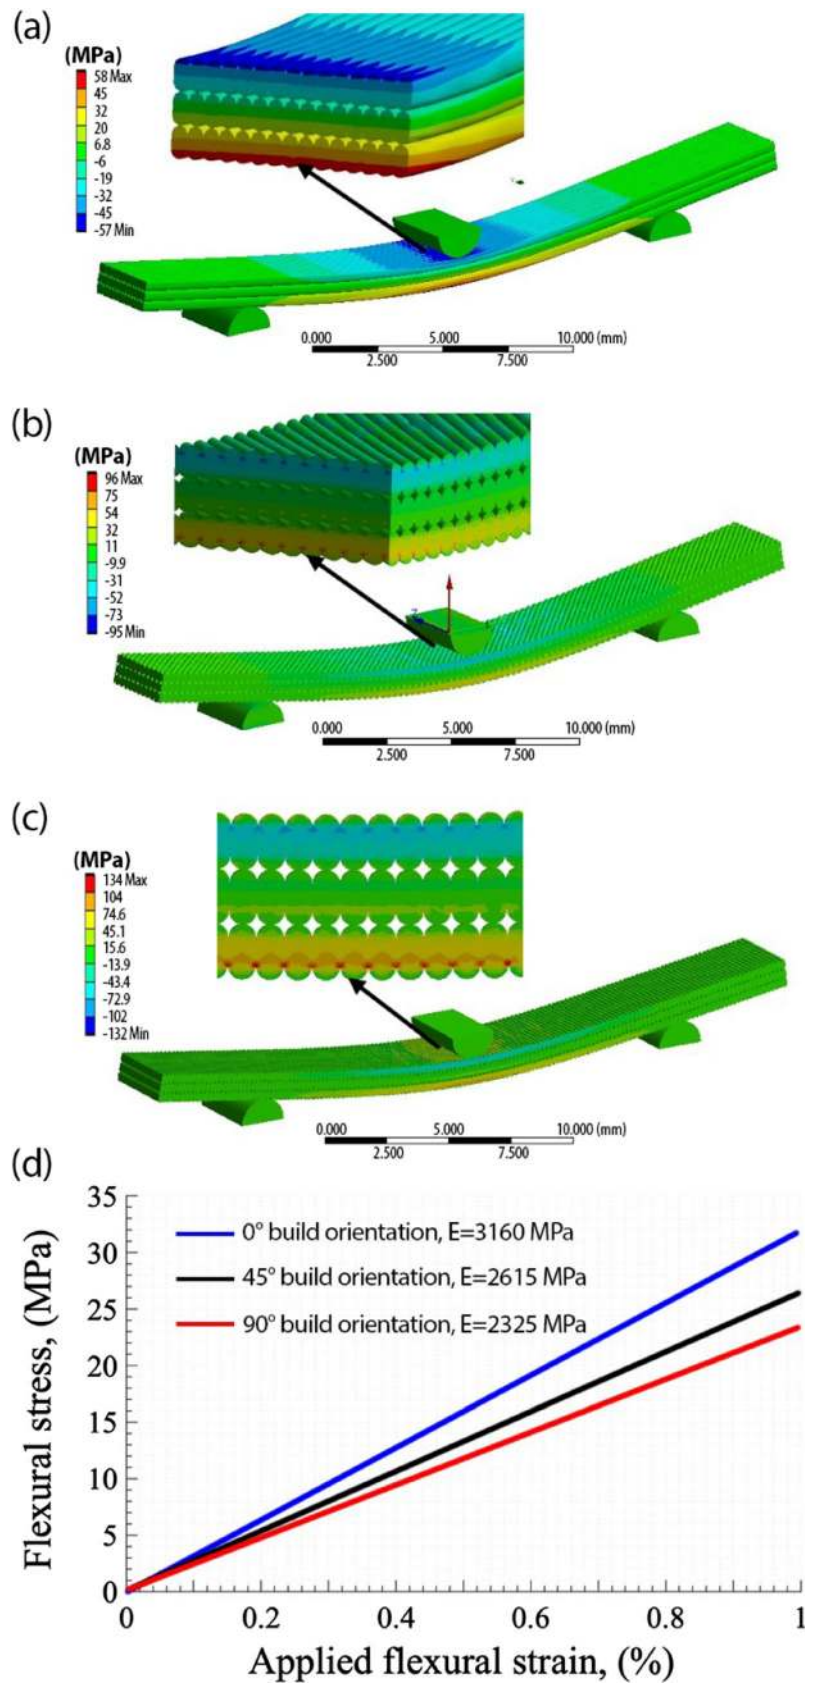 (a)
(MPa)
58 Max
45
32
20
6.8
-6
-19
-32
-45
-57 Min
0.000 5.000 10.000 (mm)
2.500 7.500
(b)
(MPa)
96 Max
75
54
32
11
-9.9
-31
-52
-73
-95 Min
0.000 5.000 10.000 (mm)
2.500 7.500
(c)
(MPa)
134 Max
104
74.6
45.1
15.6
-13.9
-43.4
-72.9
-102
-132 Min
0.000 5.000 10.000 (mm)
2.500 7.500
(d)
35
30
25
20
15
10
5
0
Flexural stress, (MPa)
0° build orientation, E=3160 MPa
45° build orientation, E=2615 MPa
90° build orientation, E=2325 MPa
0 0.2 0.4 0.6 0.8 1
Applied flexural strain, (%)